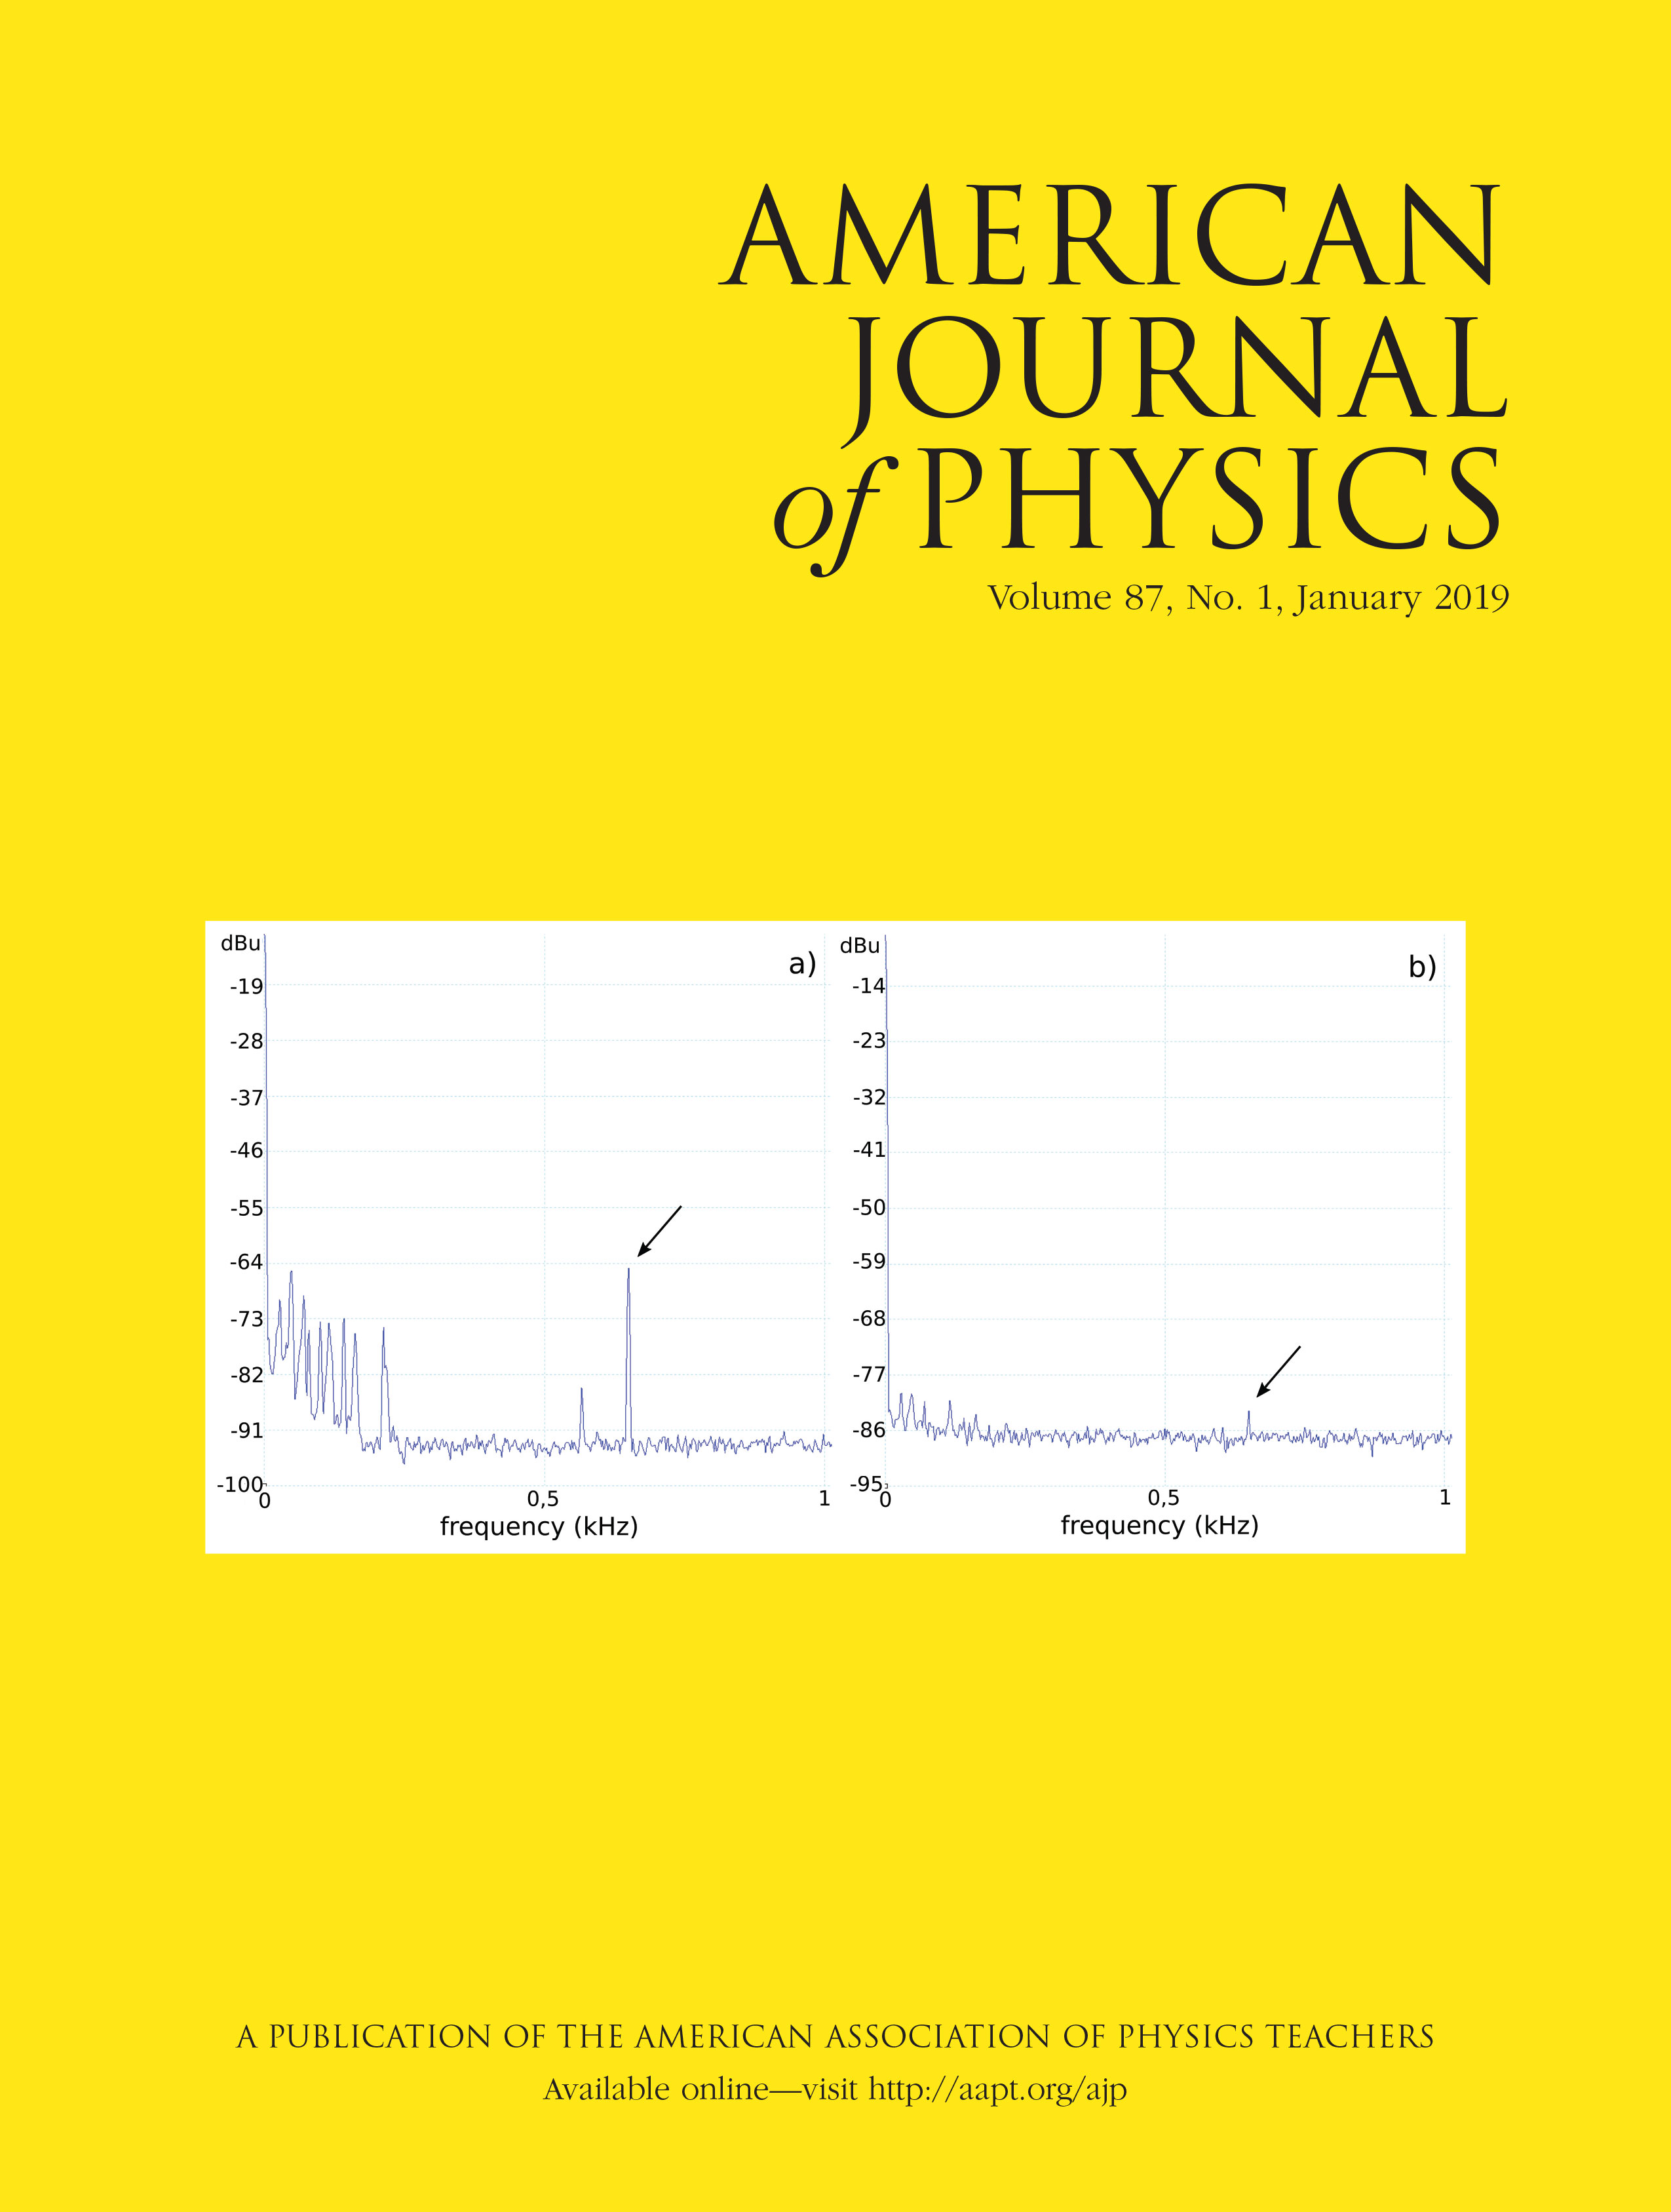 AMERICAN
JOURNAL
of PHYSICS
Volume 87, No. 1, January 2019
dBu
a)
-19
-28
-37
-46
-55
-64
-73
-82
-91
-100
0
0,5
1
frequency (kHz)
dBu
b)
-14
-23
-32
-41
-50
-59
-68
-77
-86
-95
0
0,5
1
frequency (kHz)
A PUBLICATION OF THE AMERICAN ASSOCIATION OF PHYSICS TEACHERS
Available online—visit http://aapt.org/ajp